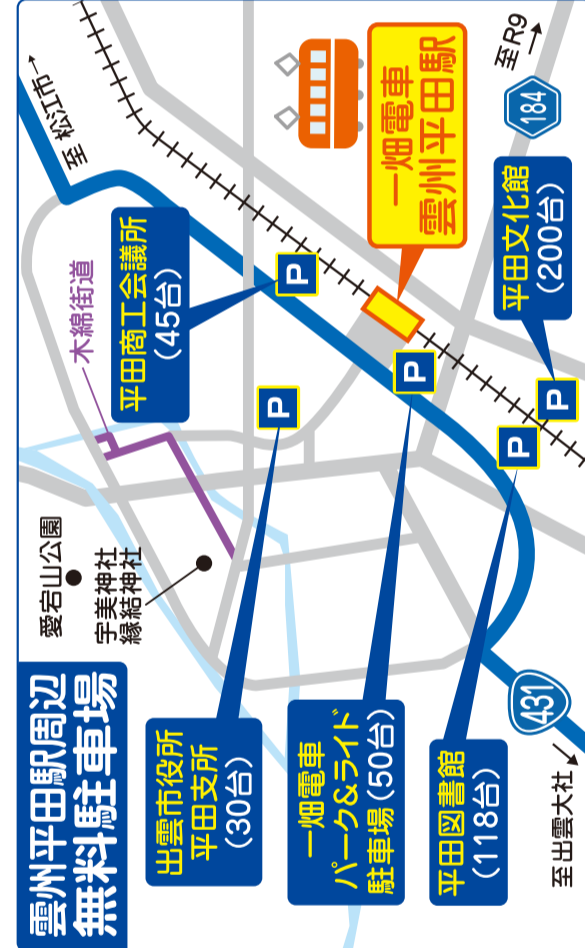 雲州平田駅周辺
無料駐車場
愛宕山公園
宇美神社
縁結神社
木綿街道
至 松江市→
平田商工会議所
(45台)
P
一畑電車
雲州平田駅
至R9
→
184
平田文化館
(200台)
P
出雲市役所
平田支所
(30台)
P
一畑電車
パーク&ライド
駐車場(50台)
P
平田図書館
(118台)
P
431
至出雲大社
←